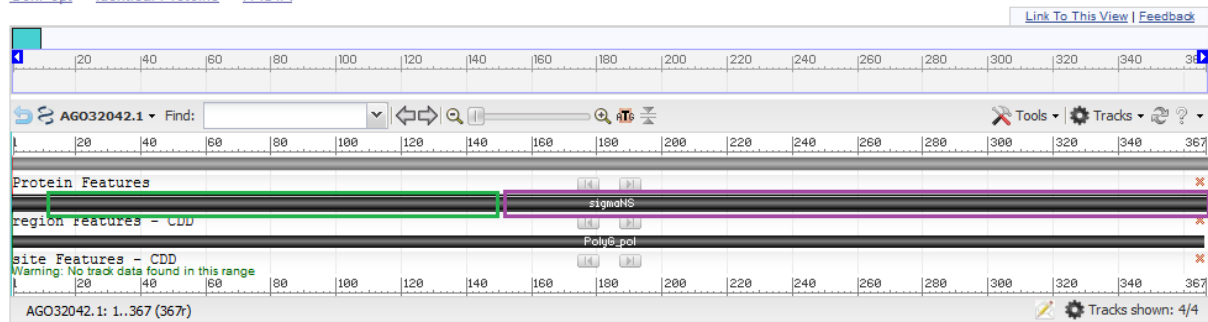 Link To This View | Feedback
20 40 60 80 100 120 140 160 180 200 220 240 260 280 300 320 340 36
AGO32042.1 Find: ATG Tools Tracks ?
1 20 40 60 80 100 120 140 160 180 200 220 240 260 280 300 320 340 367
Protein Features
sigmaNS
region Features - CDD
PolyG_pol
site Features - CDD
Warning: No track data found in this range
1 20 40 60 80 100 120 140 160 180 200 220 240 260 280 300 320 340 367
AGO32042.1: 1..367 (367r) Tracks shown: 4/4